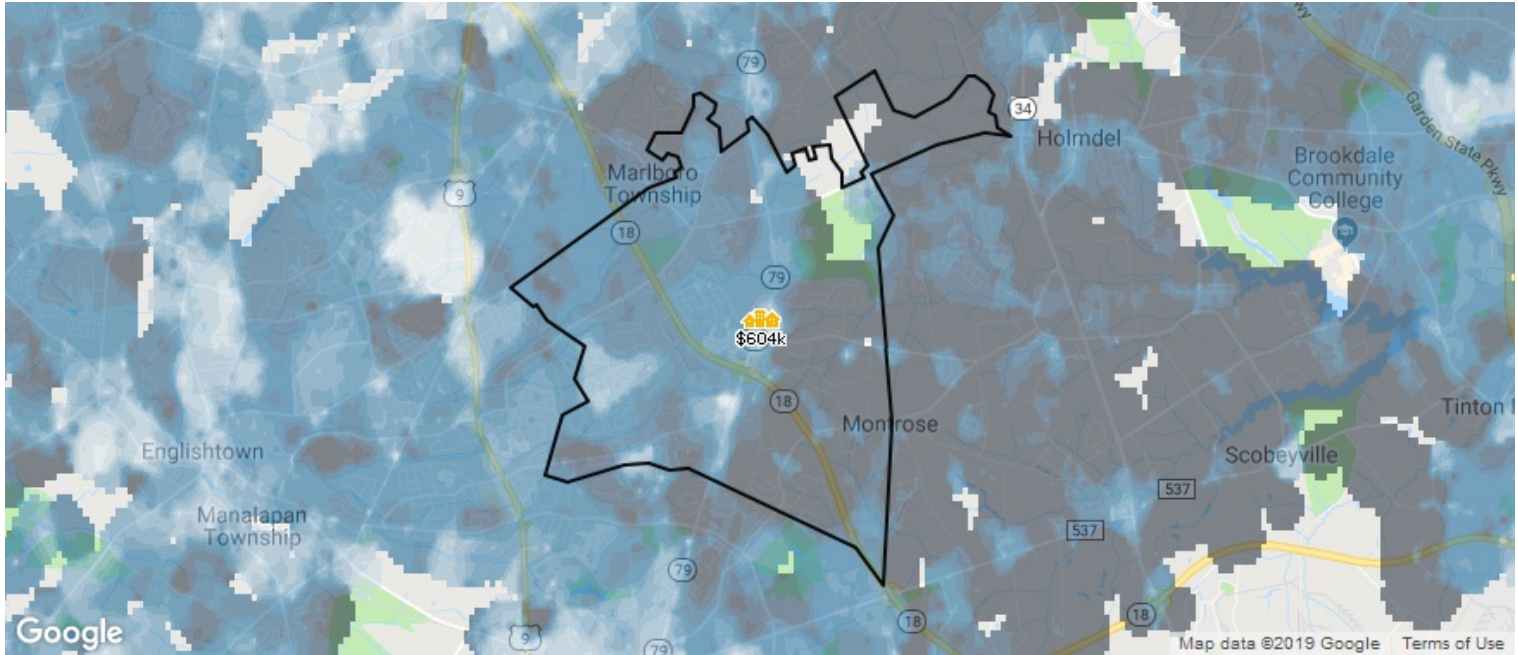 79
34
Holmdel
Garden State Pkwy
Marlboro
Township
Brookdale
Community
College
9
18
79
$604k
18
Montrose
Tinton
Englishtown
Scobeyville
537
Manalapan
Township
537
79
18
18
9
79
Google
Map data ©2019 Google
Terms of Use